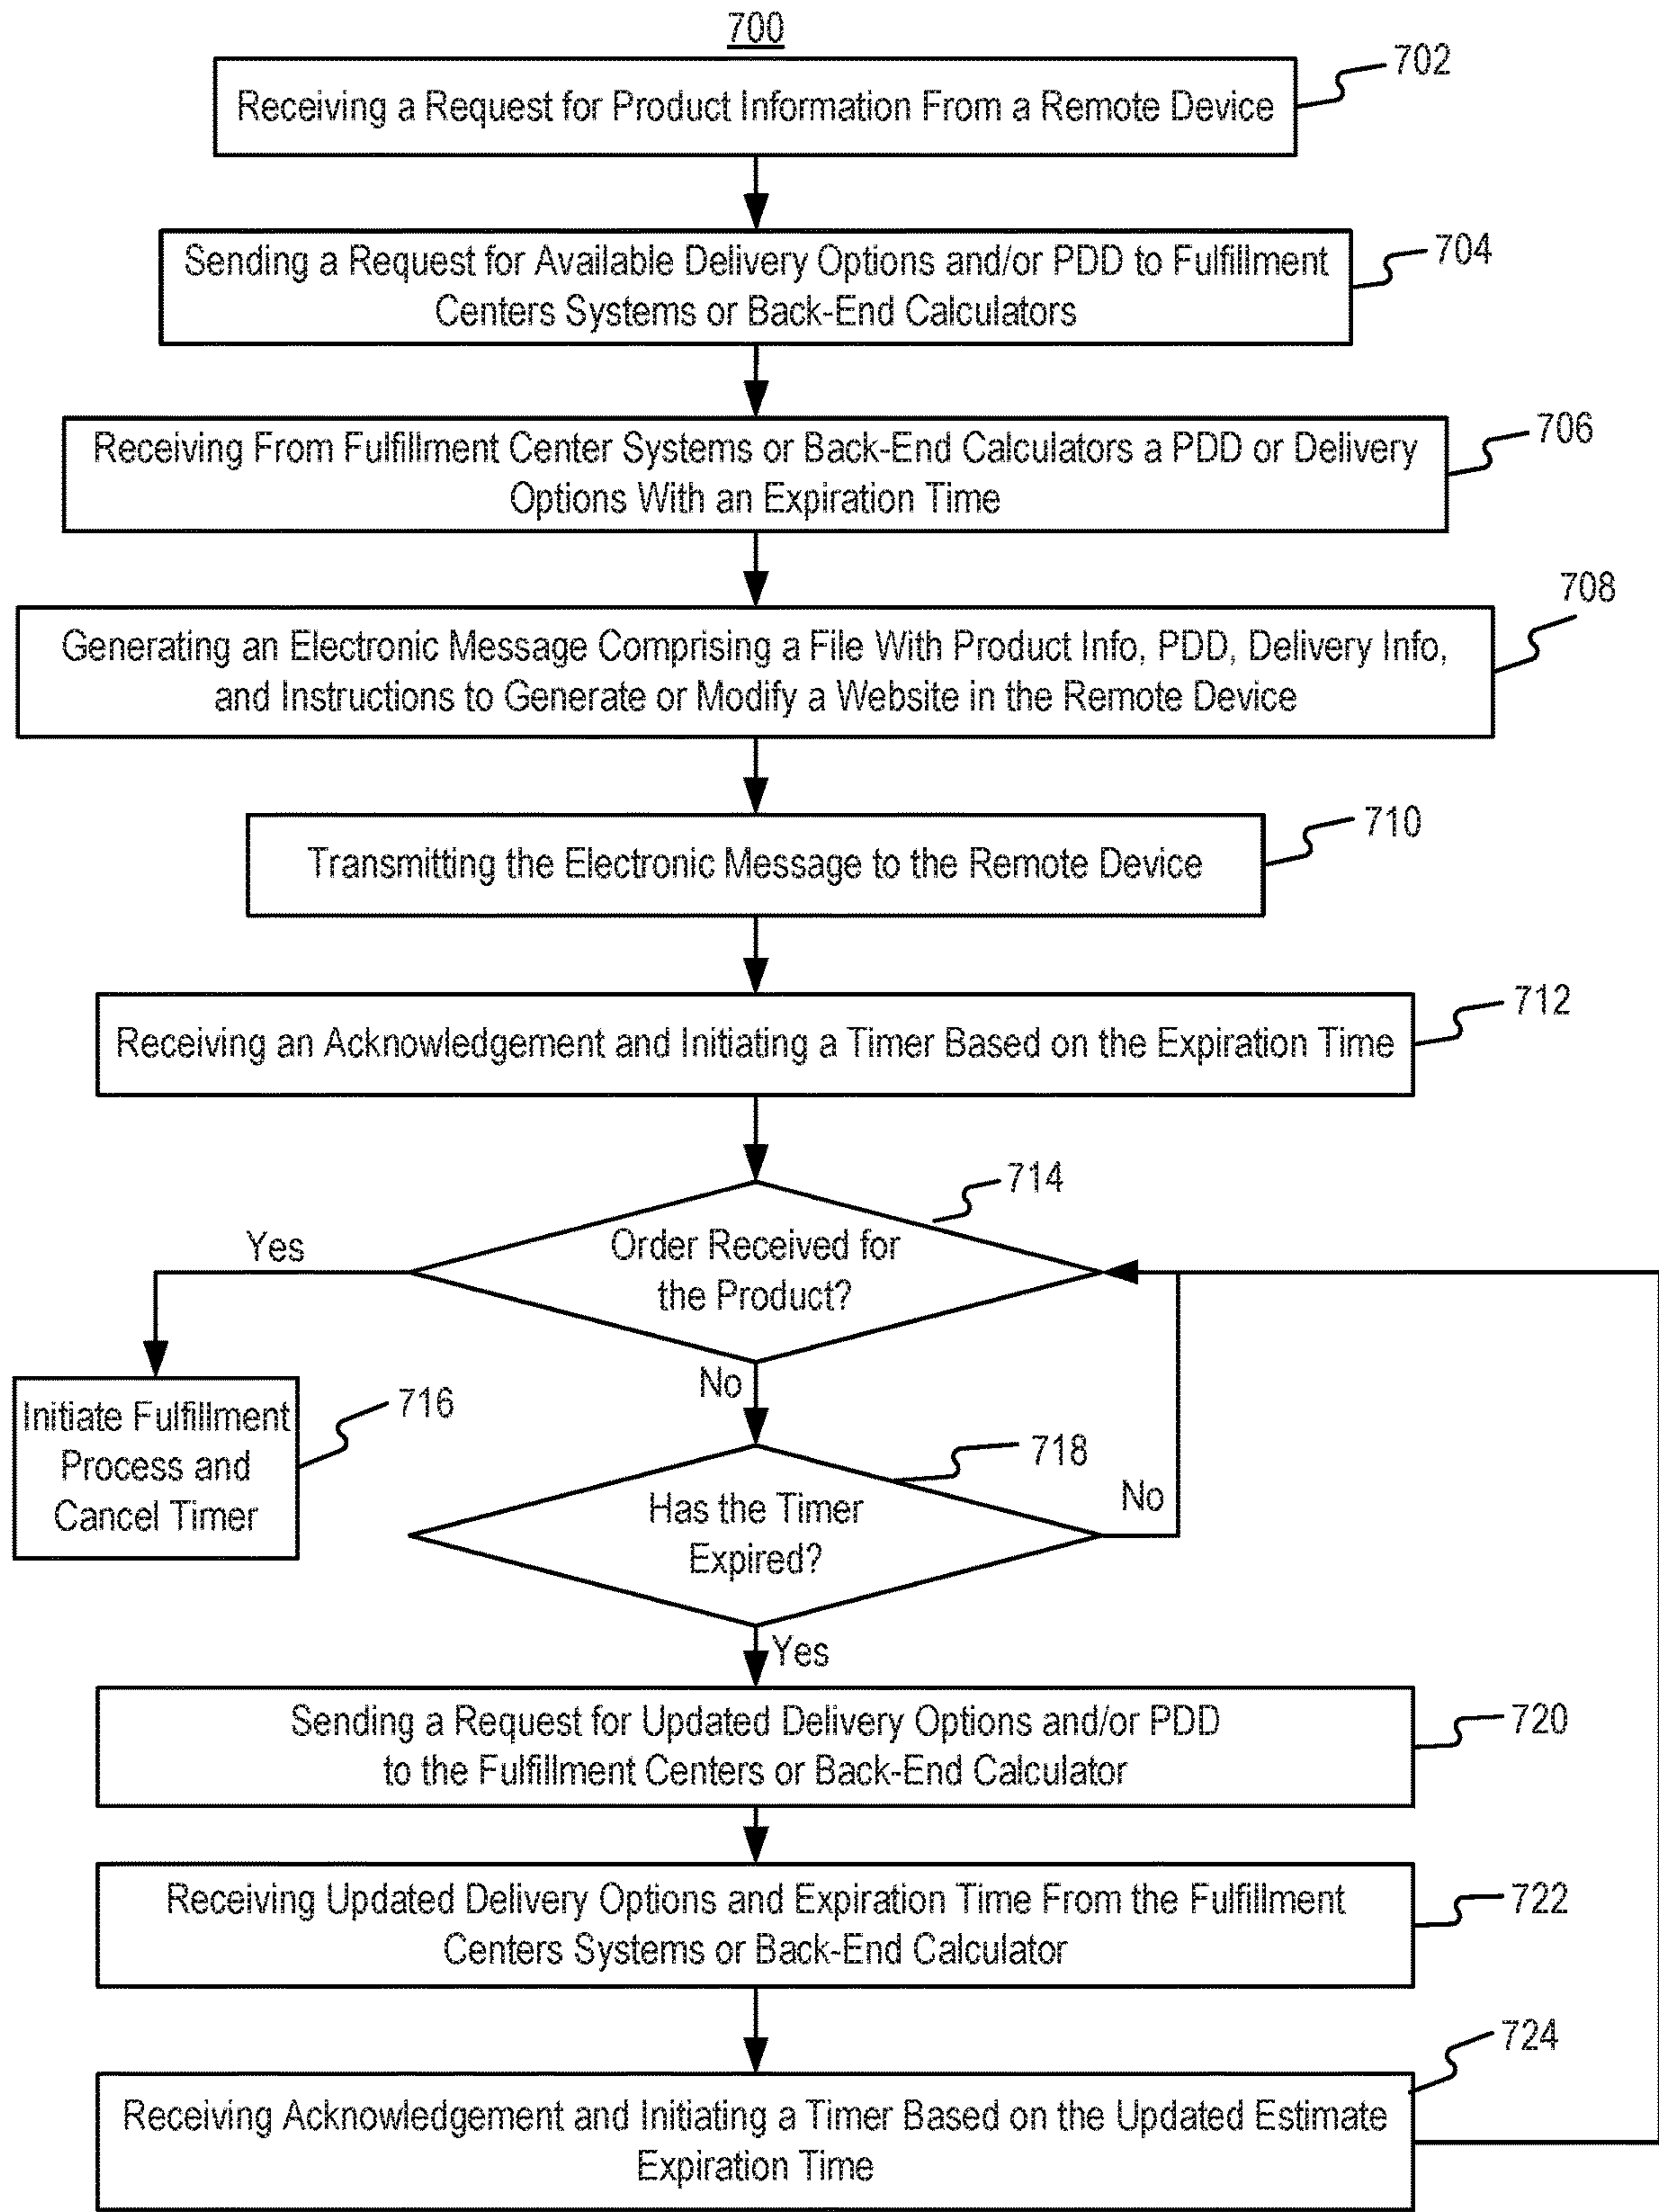 700
Receiving a Request for Product Information From a Remote Device
702
Sending a Request for Available Delivery Options and/or PDD to Fulfillment
Centers Systems or Back-End Calculators
704
Receiving From Fulfillment Center Systems or Back-End Calculators a PDD or Delivery
Options With an Expiration Time
706
Generating an Electronic Message Comprising a File With Product Info, PDD, Delivery Info,
and Instructions to Generate or Modify a Website in the Remote Device
708
Transmitting the Electronic Message to the Remote Device
710
Receiving an Acknowledgement and Initiating a Timer Based on the Expiration Time
712
Order Received for
the Product?
714
Yes
No
Initiate Fulfillment
Process and
Cancel Timer
716
Has the Timer
Expired?
718
No
Yes
Sending a Request for Updated Delivery Options and/or PDD
to the Fulfillment Centers or Back-End Calculator
720
Receiving Updated Delivery Options and Expiration Time From the Fulfillment
Centers Systems or Back-End Calculator
722
Receiving Acknowledgement and Initiating a Timer Based on the Updated Estimate
Expiration Time
724